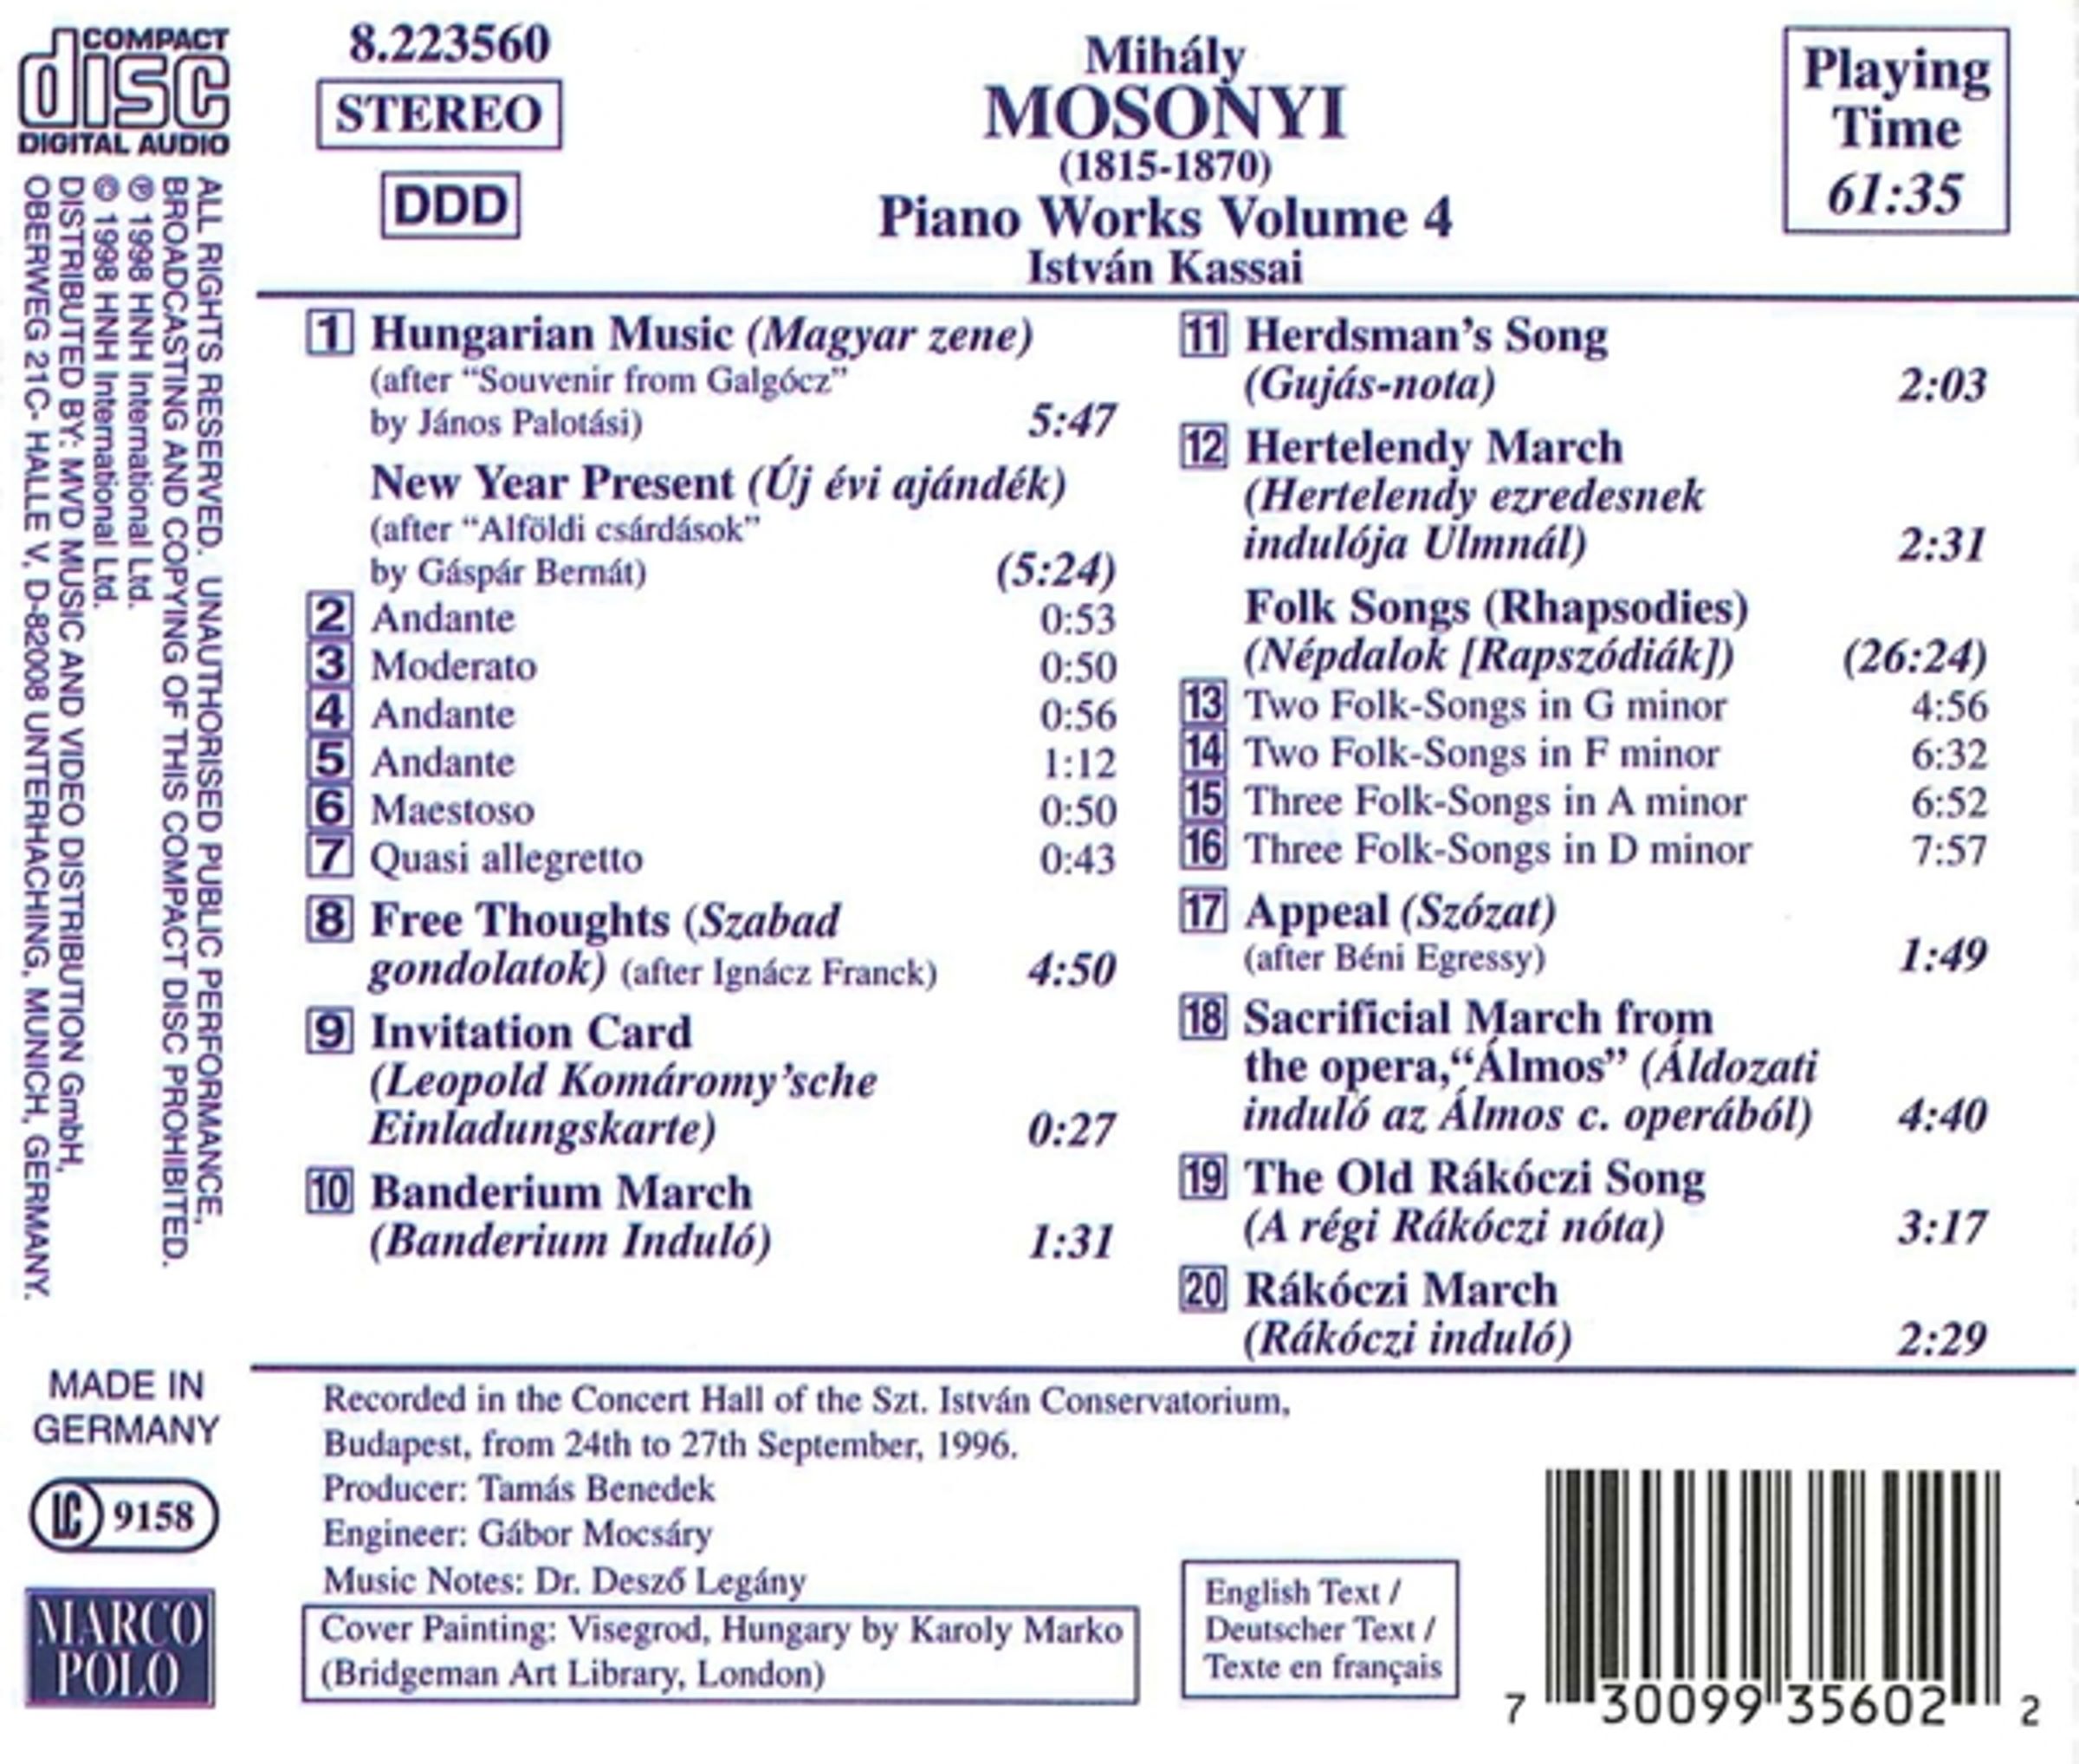 COMPACT
disc
DIGITAL AUDIO
8.223560
STEREO
DDD
Mihály
MOSONYI
(1815-1870)
Piano Works Volume 4
István Kassai
Playing
Time
61:35
ALL RIGHTS RESERVED. UNAUTHORISED PUBLIC PERFORMANCE,
BROADCASTING AND COPYING OF THIS COMPACT DISC PROHIBITED.
℗ 1998 HNH International Ltd.
© 1998 HNH International Ltd.
DISTRIBUTED BY: MVD MUSIC AND VIDEO DISTRIBUTION GmbH,
OBERWEG 21C- HALLE V, D-82008 UNTERHACHING, MUNICH, GERMANY.
1 Hungarian Music (Magyar zene)
(after “Souvenir from Galgócz”
by János Palotási) 5:47
New Year Present (Új évi ajándék)
(after “Alföldi csárdások”
by Gáspár Bernát) (5:24)
2 Andante 0:53
3 Moderato 0:50
4 Andante 0:56
5 Andante 1:12
6 Maestoso 0:50
7 Quasi allegretto 0:43
8 Free Thoughts (Szabad
gondolatok) (after Ignácz Franck) 4:50
9 Invitation Card
(Leopold Komáromy’sche
Einladungskarte) 0:27
10 Banderium March
(Banderium Induló) 1:31
11 Herdsman’s Song
(Gujás-nota) 2:03
12 Hertelendy March
(Hertelendy ezredesnek
indulója Ulmnál) 2:31
Folk Songs (Rhapsodies)
(Népdalok [Rapszódiák]) (26:24)
13 Two Folk-Songs in G minor 4:56
14 Two Folk-Songs in F minor 6:32
15 Three Folk-Songs in A minor 6:52
16 Three Folk-Songs in D minor 7:57
17 Appeal (Szózat)
(after Béni Egressy) 1:49
18 Sacrificial March from
the opera,“Álmos” (Áldozati
induló az Álmos c. operából) 4:40
19 The Old Rákóczi Song
(A régi Rákóczi nóta) 3:17
20 Rákóczi March
(Rákóczi induló) 2:29
MADE IN
GERMANY
LC 9158
MARCO
POLO
Recorded in the Concert Hall of the Szt. István Conservatorium,
Budapest, from 24th to 27th September, 1996.
Producer: Tamás Benedek
Engineer: Gábor Mocsáry
Music Notes: Dr. Desző Legány
Cover Painting: Visegrod, Hungary by Karoly Marko
(Bridgeman Art Library, London)
English Text /
Deutscher Text /
Texte en français
7 30099 35602 2